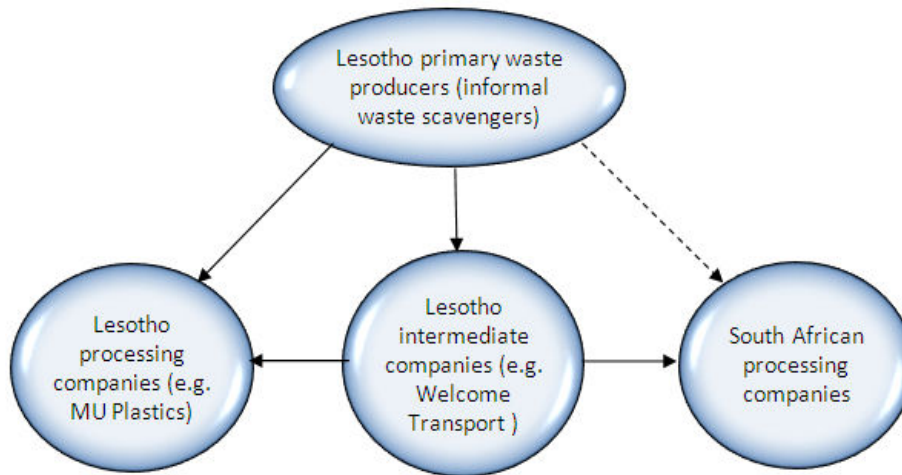 Lesotho primary waste
producers (informal
waste scavengers)
Lesotho
processing
companies (e.g.
MU Plastics)
Lesotho
intermediate
companies (e.g.
Welcome
Transport )
South African
processing
companies